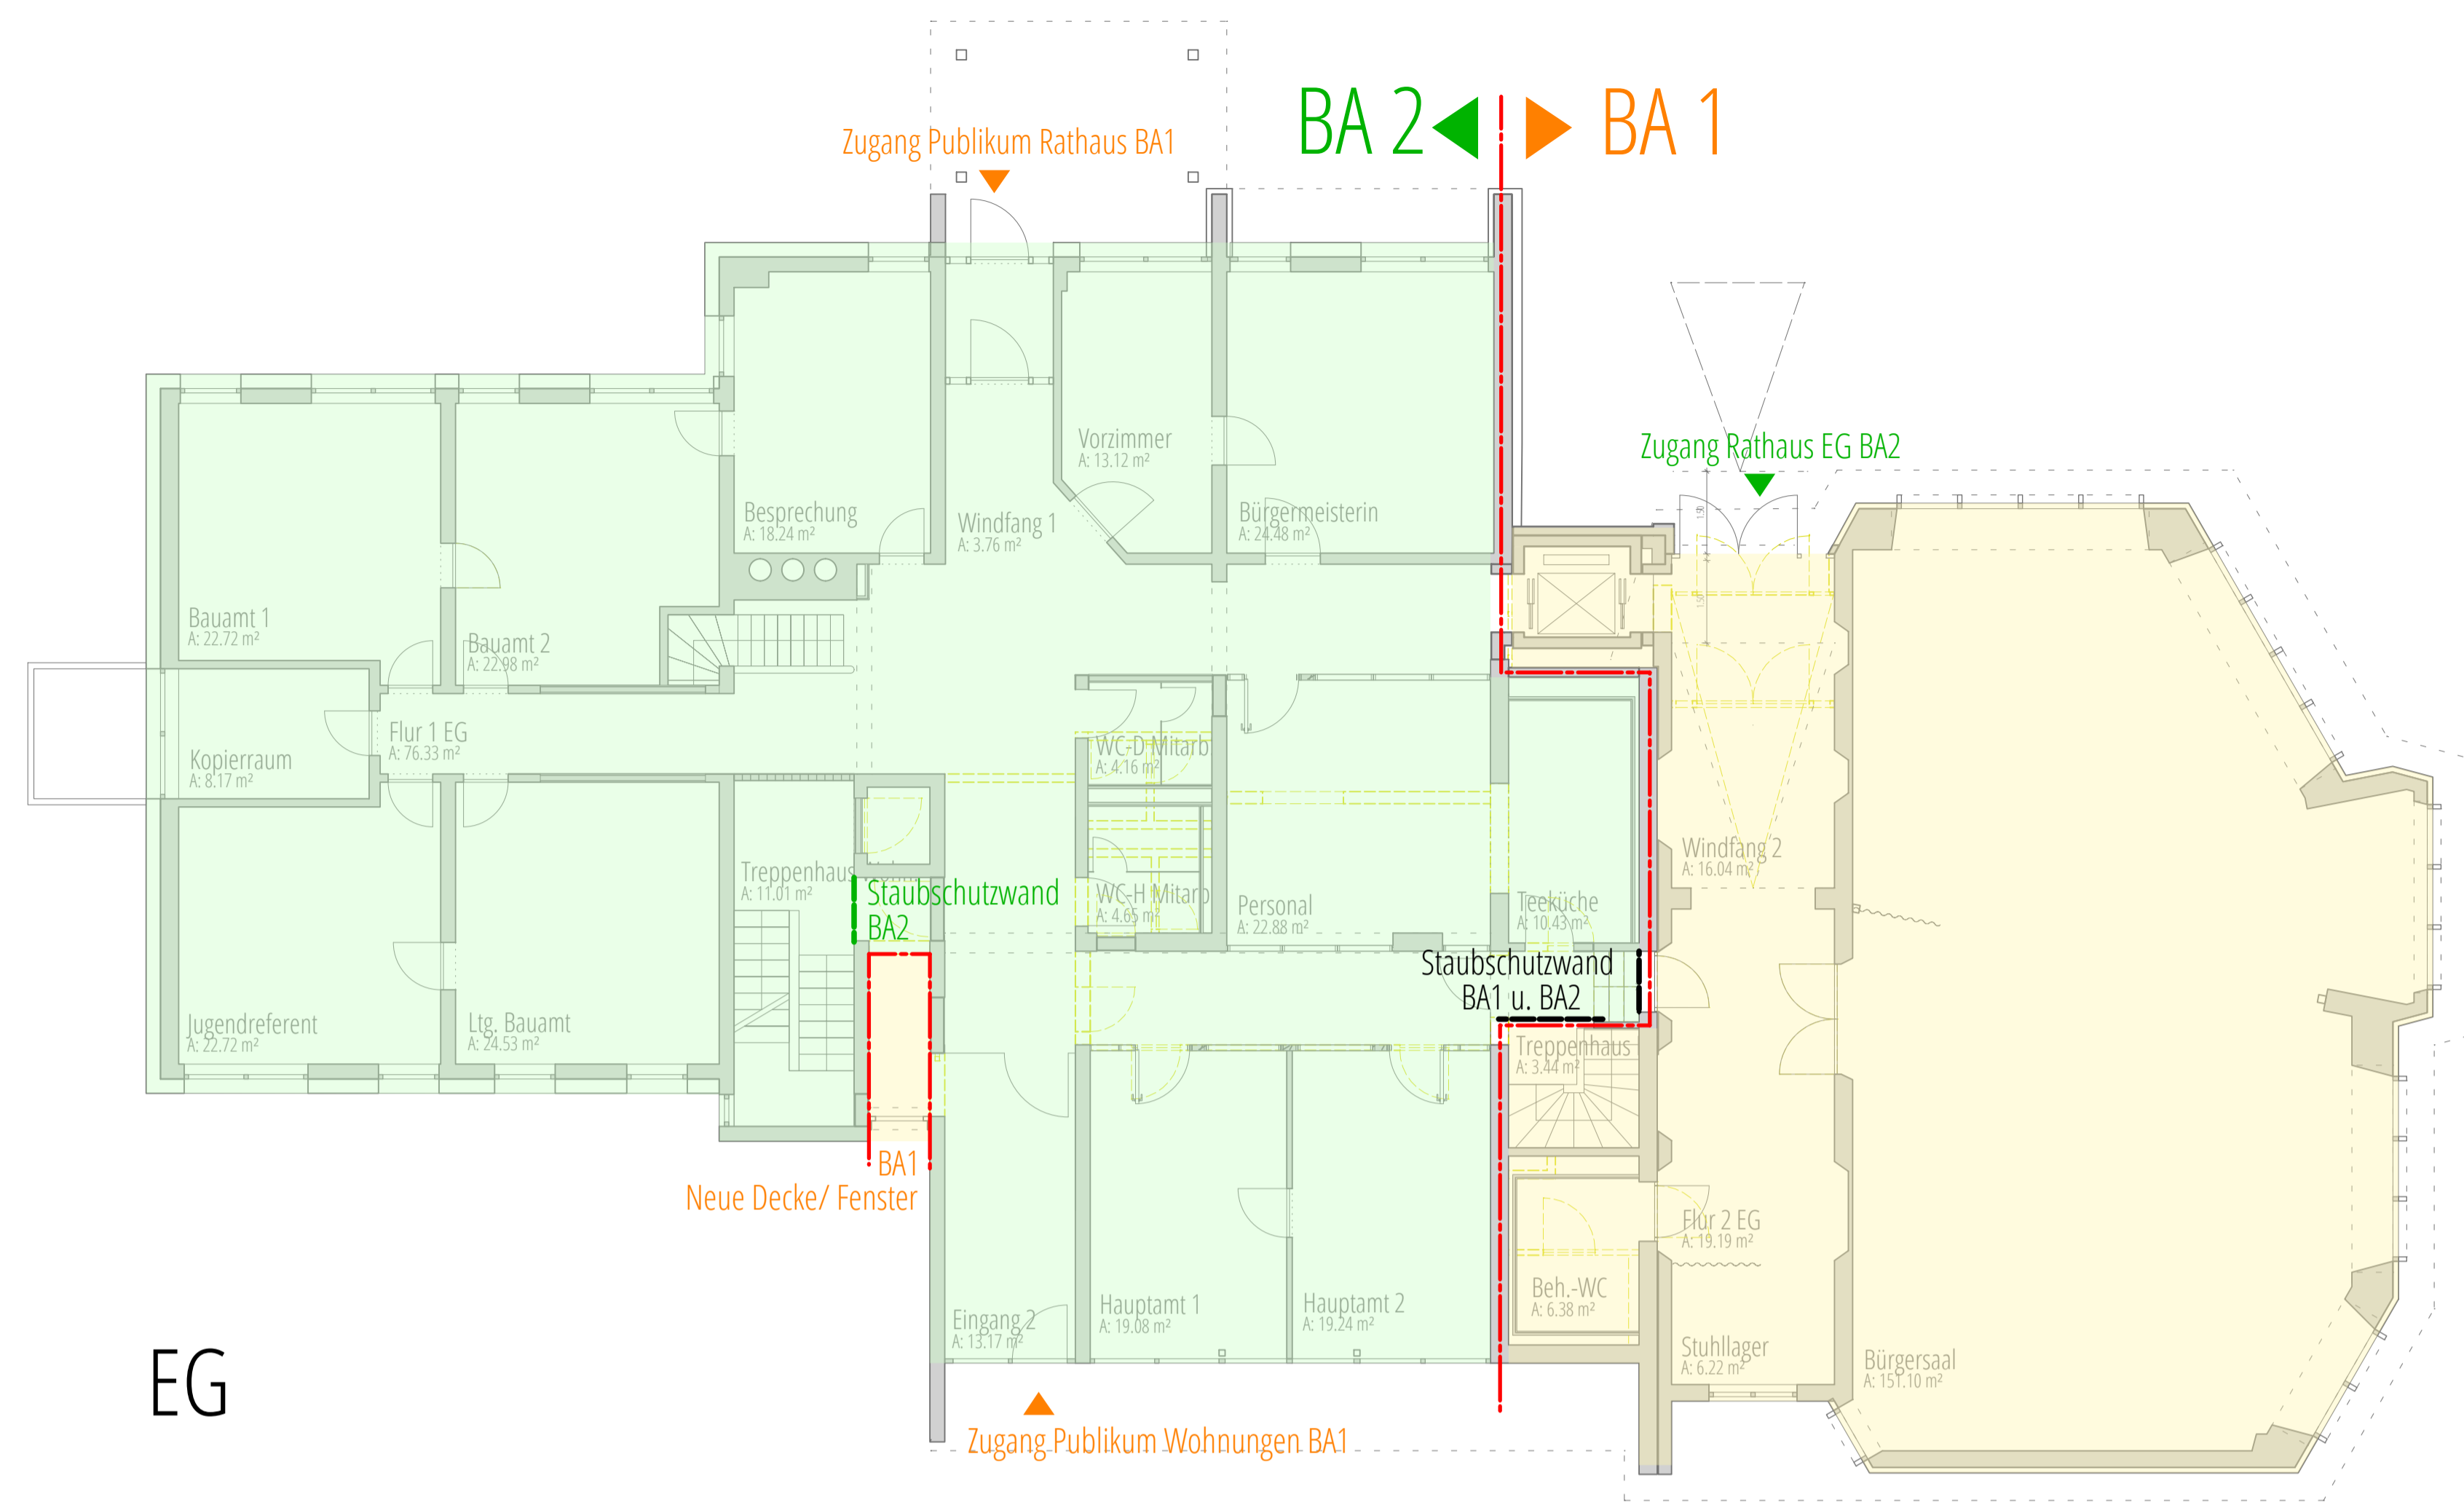 BA 2
BA 1
Zugang Publikum Rathaus BA1
Zugang Rathaus EG BA2
Vorzimmer
A: 13.12 m²
Besprechung
A: 18.24 m²
Windfang 1
A: 3.76 m²
Bürgermeisterin
A: 24.48 m²
1.50
1.50
Bauamt 1
A: 22.72 m²
Bauamt 2
A: 22.98 m²
Flur 1 EG
A: 76.33 m²
Kopierraum
A: 8.17 m²
WC-D Mitarb
A: 4.16 m²
Treppenhaus
A: 11.01 m²
Staubschutzwand
BA2
WC-H Mitarb
A: 4.65 m²
Personal
A: 22.88 m²
Teeküche
A: 10.43 m²
Windfang 2
A: 16.04 m²
Staubschutzwand
BA1 u. BA2
Jugendreferent
A: 22.72 m²
Ltg. Bauamt
A: 24.53 m²
Treppenhaus
A: 3.44 m²
BA1
Neue Decke/ Fenster
Flur 2 EG
A: 19.19 m²
Eingang 2
A: 13.17 m²
Hauptamt 1
A: 19.08 m²
Hauptamt 2
A: 19.24 m²
Beh.-WC
A: 6.38 m²
Stuhllager
A: 6.22 m²
Bürgersaal
A: 151.10 m²
EG
Zugang Publikum Wohnungen BA1